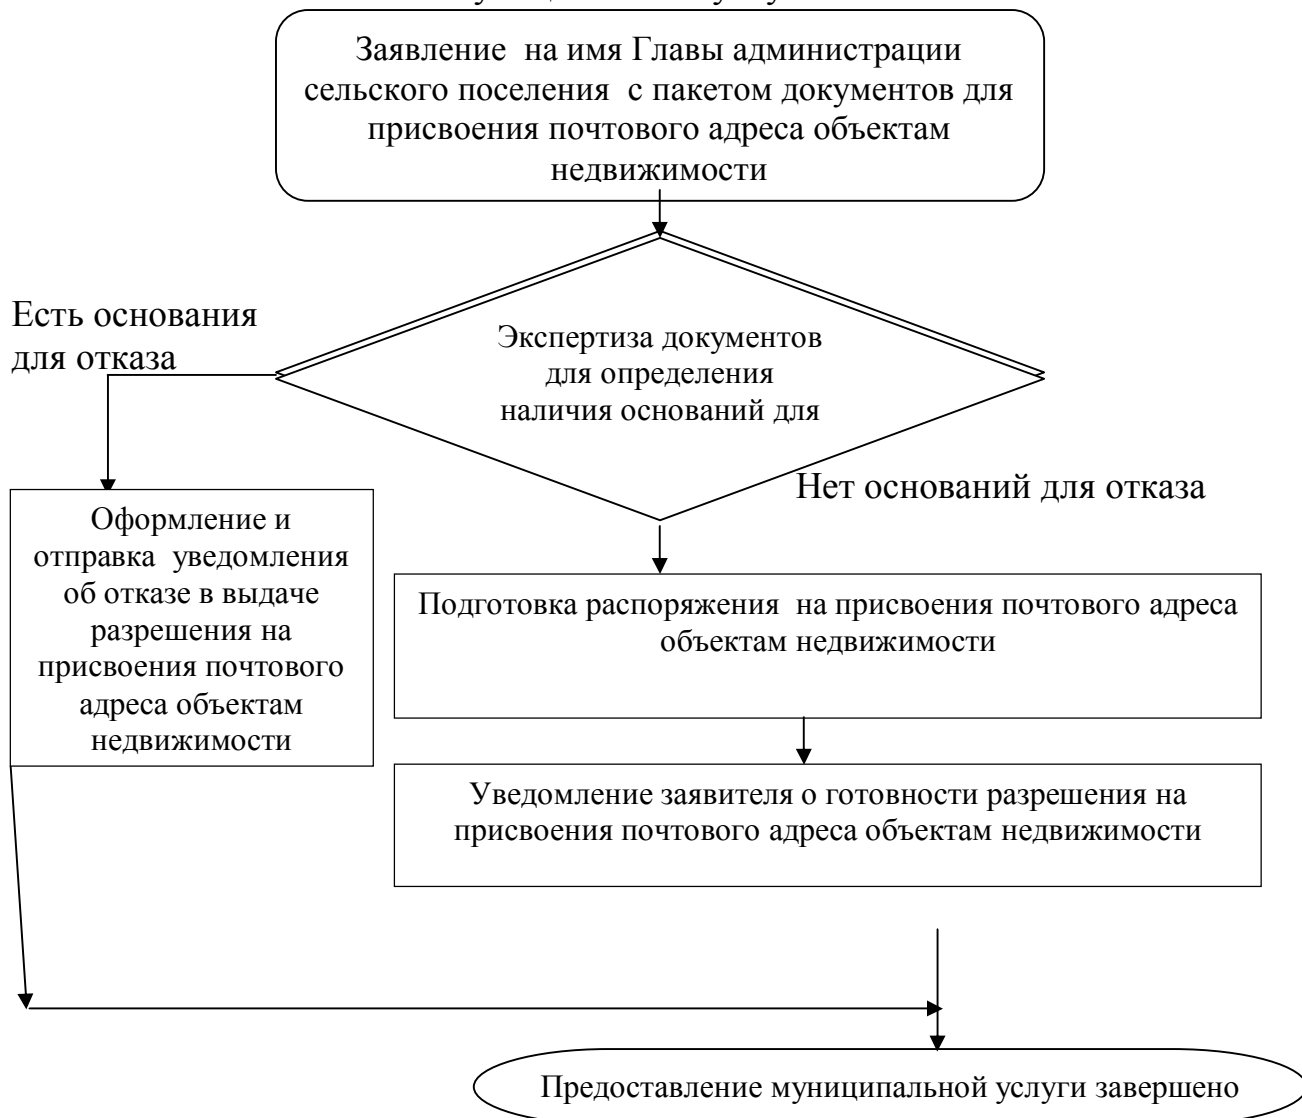 Заявление на имя Главы администрации
сельского поселения с пакетом документов для
присвоения почтового адреса объектам
недвижимости
Есть основания
для отказа
Экспертиза документов
для определения
наличия оснований для
Нет оснований для отказа
Оформление и
отправка уведомления
об отказе в выдаче
разрешения на
присвоения почтового
адреса объектам
недвижимости
Подготовка распоряжения на присвоения почтового адреса
объектам недвижимости
Уведомление заявителя о готовности разрешения на
присвоения почтового адреса объектам недвижимости
Предоставление муниципальной услуги завершено